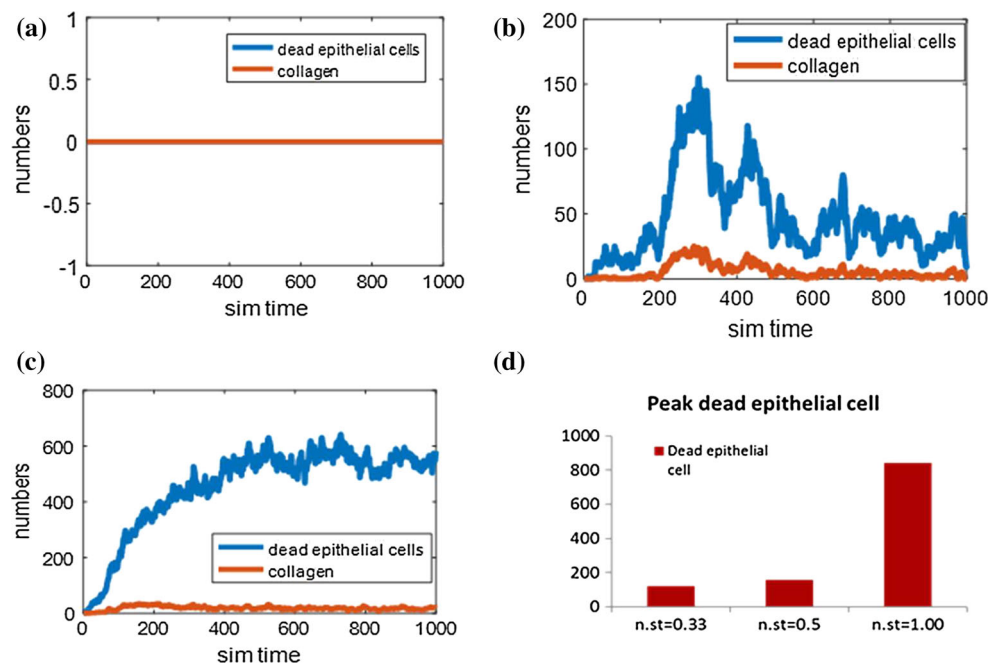 (a)
1
0.5
0
-0.5
-1
numbers
dead epithelial cells
collagen
0 200 400 600 800 1000
sim time
(b)
200
150
100
50
0
numbers
dead epithelial cells
collagen
0 200 400 600 800 1000
sim time
(c)
800
600
400
200
0
numbers
dead epithelial cells
collagen
0 200 400 600 800 1000
sim time
(d)
Peak dead epithelial cell
1000
800
600
400
200
0
Dead epithelial
cell
n.st=0.33 n.st=0.5 n.st=1.00